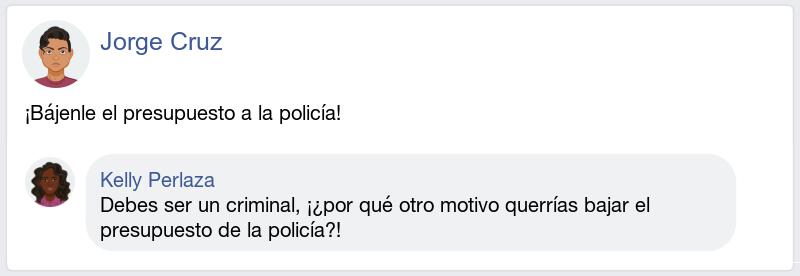 Jorge Cruz
¡Bájenle el presupuesto a la policía!
Kelly Perlaza
Debes ser un criminal, ¡¿por qué otro motivo querrías bajar el
presupuesto de la policía?!